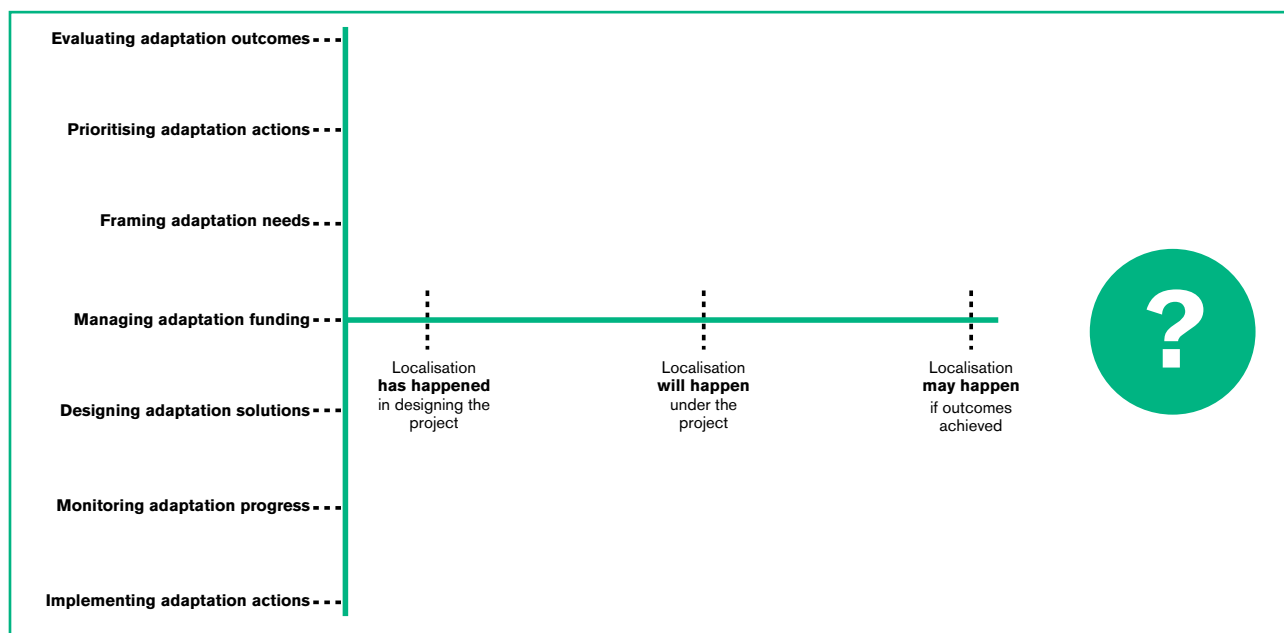 Evaluating adaptation outcomes
Prioritising adaptation actions
Framing adaptation needs
Managing adaptation funding
Designing adaptation solutions
Monitoring adaptation progress
Implementing adaptation actions
Localisation
has happened
in designing the
project
Localisation
will happen
under the
project
Localisation
may happen
if outcomes
achieved
?